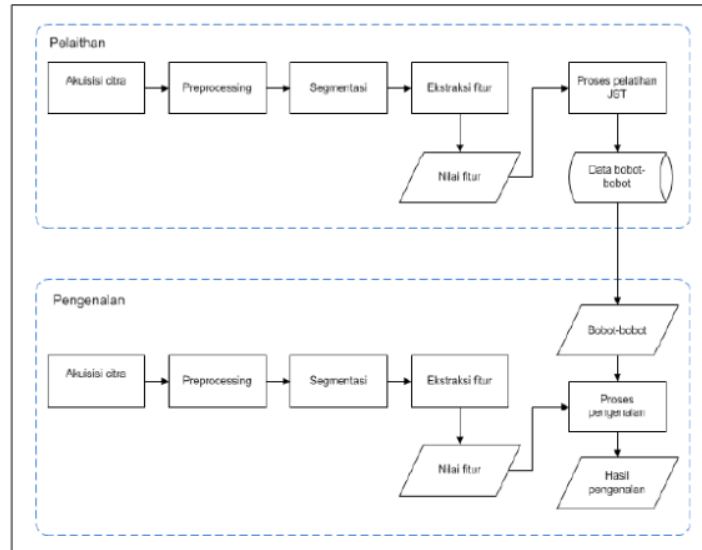 Pelaithan
Akuisisi citra
Preprocessing
Segmentasi
Ekstraksi fitur
Proses pelatihan
JST
Nilai fitur
Data bobot-
bobot
Pengenalan
Bobot-bobot
Akuisisi citra
Preprocessing
Segmentasi
Ekstraksi fitur
Proses
pengenalan
Nilai fitur
Hasil
pengenalan